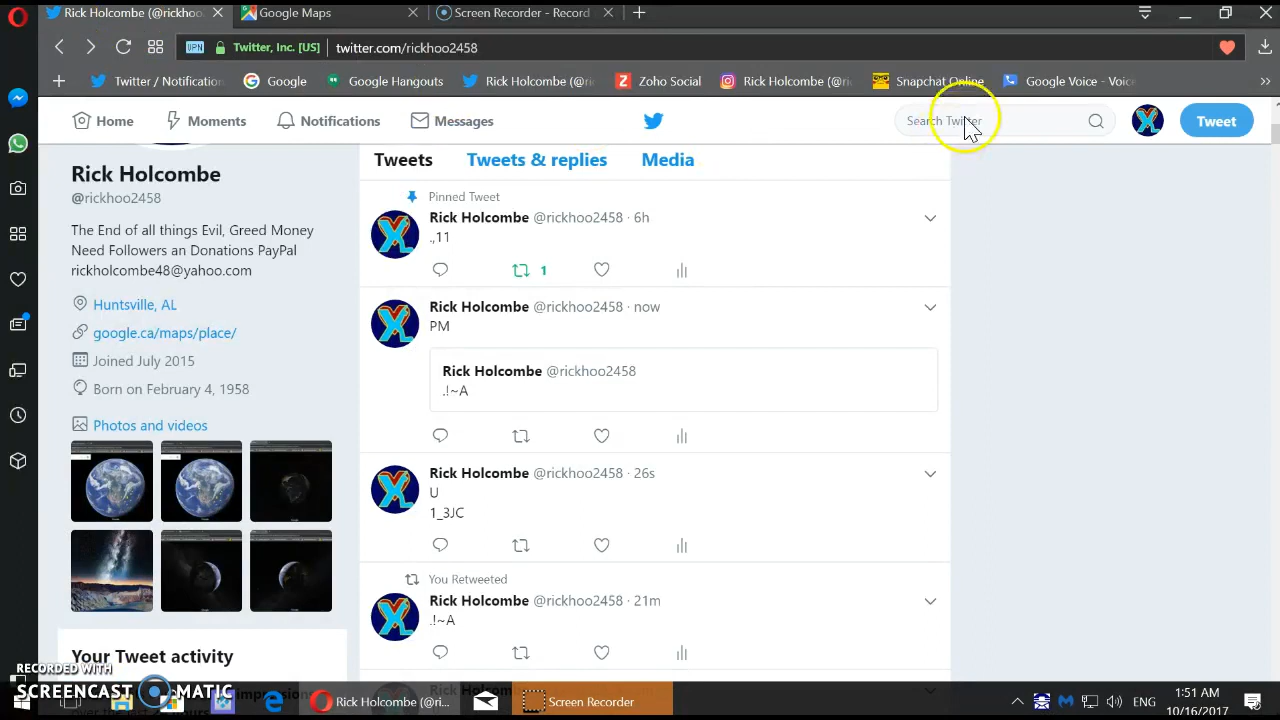 Rick Holcombe (@rickhoo
Google Maps
Screen Recorder - Record
VPN
Twitter, Inc. [US]
twitter.com/rickhoo2458
Twitter / Notification
Google
Google Hangouts
Rick Holcombe (@ri
Zoho Social
Rick Holcombe (@ri
Snapchat Online
Google Voice - Voic
Home
Moments
Notifications
Messages
Search Twitter
Tweet
Rick Holcombe
@rickhoo2458
The End of all things Evil, Greed Money
Need Followers an Donations PayPal
rickholcombe48@yahoo.com
Huntsville, AL
google.ca/maps/place/
Joined July 2015
Born on February 4, 1958
Photos and videos
Your Tweet activity
Tweets
Tweets & replies
Media
Pinned Tweet
Rick Holcombe @rickhoo2458 · 6h
.,11
1
Rick Holcombe @rickhoo2458 · now
PM
Rick Holcombe @rickhoo2458
.!~A
Rick Holcombe @rickhoo2458 · 26s
U
1_3JC
You Retweeted
Rick Holcombe @rickhoo2458 · 21m
.!~A
RECORDED WITH
SCREENCAST MATIC
Rick Holcombe (@ri...
Screen Recorder
ENG
1:51 AM
10/16/2017